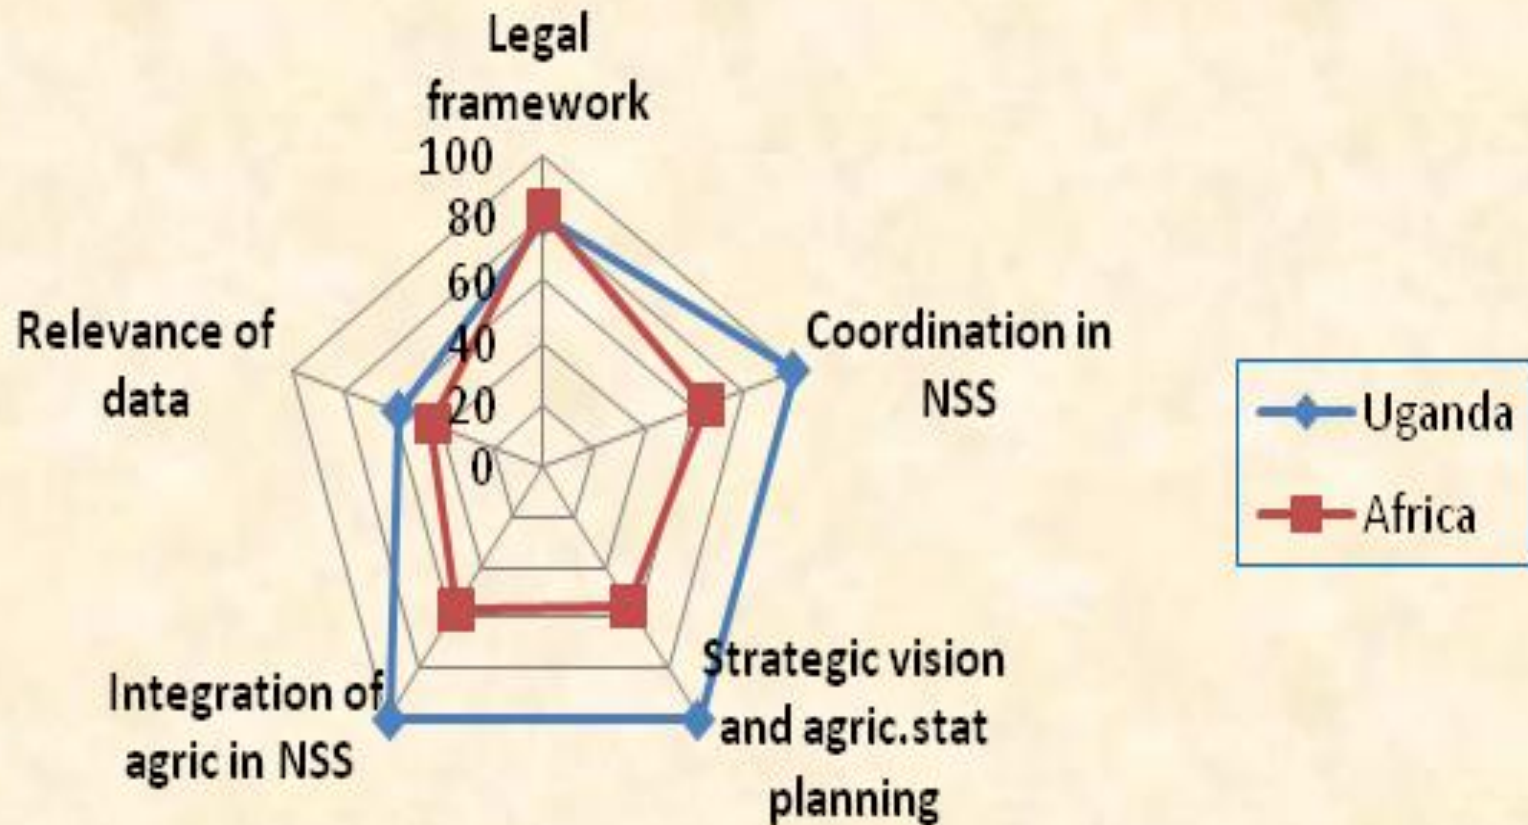 Legal
framework
100
80
60
40
20
0
Relevance of
data
Coordination in
NSS
Integration of
agric in NSS
Strategic vision
and agric.stat
planning
Uganda
Africa